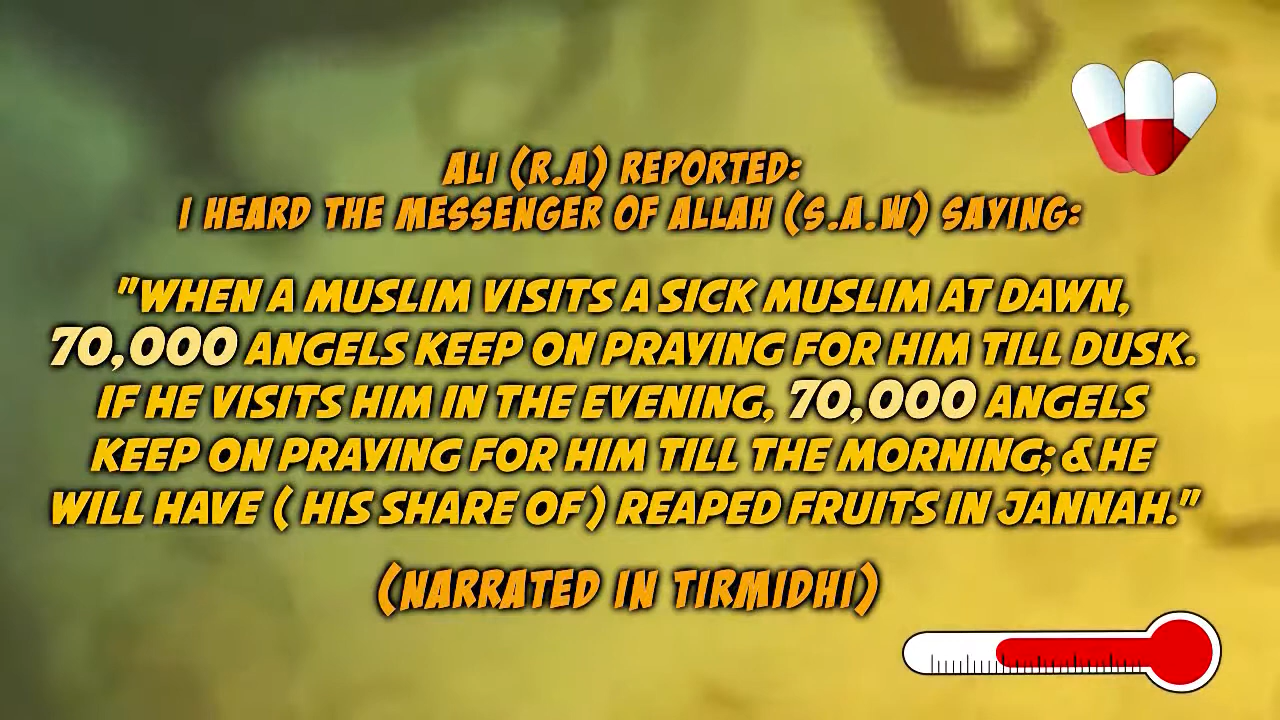 ALI (R.A) REPORTED:
I HEARD THE MESSENGER OF ALLAH (S.A.W) SAYING:
"WHEN A MUSLIM VISITS A SICK MUSLIM AT DAWN,
70,000 ANGELS KEEP ON PRAYING FOR HIM TILL DUSK.
IF HE VISITS HIM IN THE EVENING, 70,000 ANGELS
KEEP ON PRAYING FOR HIM TILL THE MORNING; & HE
WILL HAVE ( HIS SHARE OF ) REAPED FRUITS IN JANNAH."
(NARRATED IN TIRMIDHI)